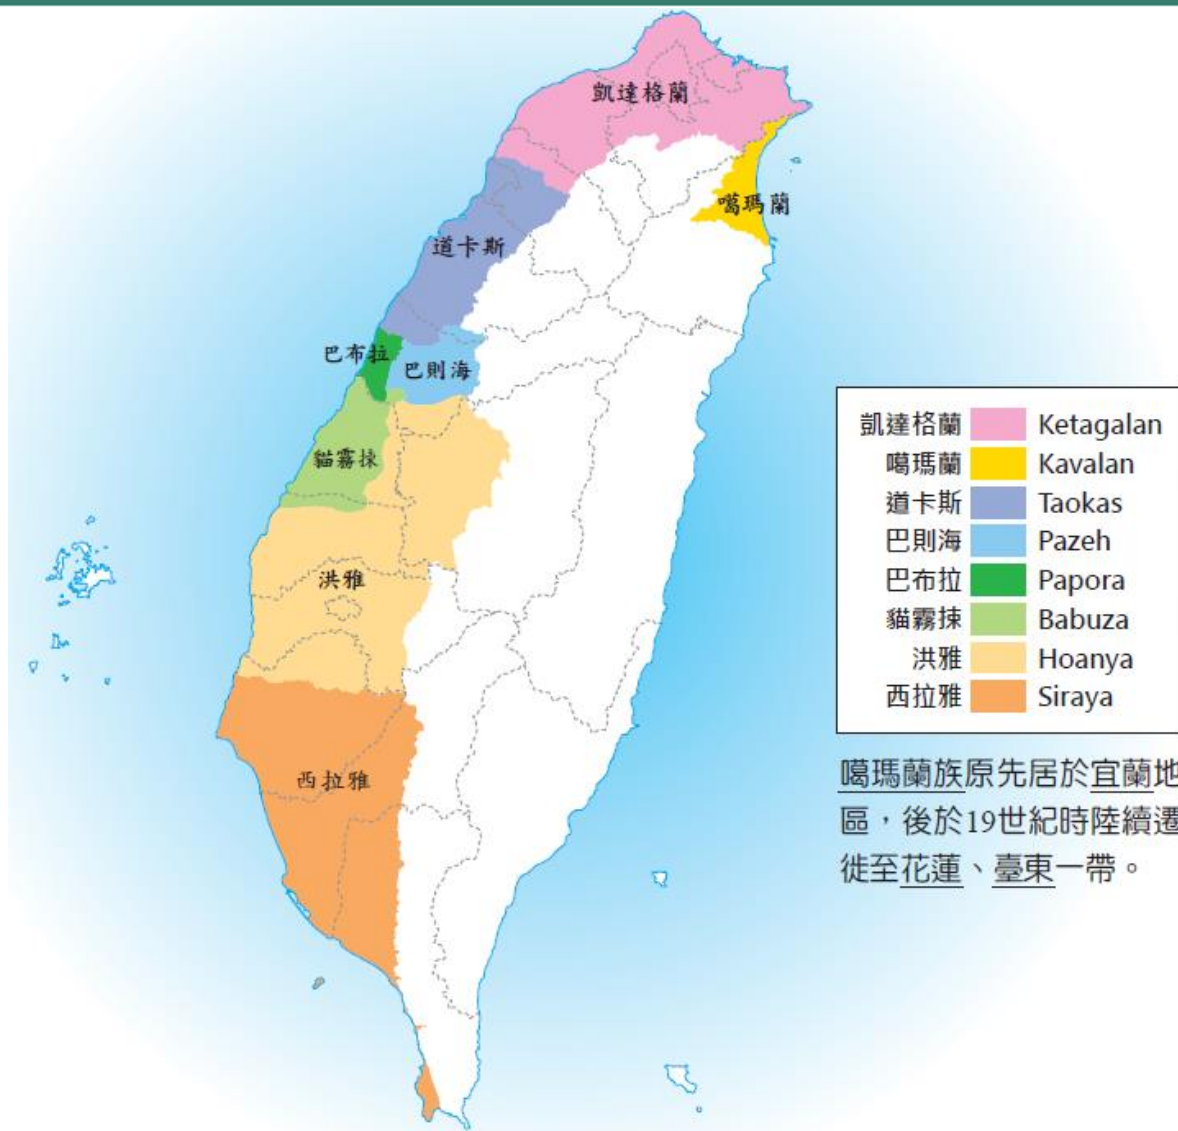 凱達格蘭
噶瑪蘭
道卡斯
巴布拉
巴則海
貓霧捒
洪雅
西拉雅
凱達格蘭 Ketagalan
噶瑪蘭 Kavalan
道卡斯 Taokas
巴則海 Pazeh
巴布拉 Papora
貓霧捒 Babuza
洪雅 Hoanya
西拉雅 Siraya
噶瑪蘭族原先居於宜蘭地
區，後於19世紀時陸續遷
徙至花蓮、臺東一帶。